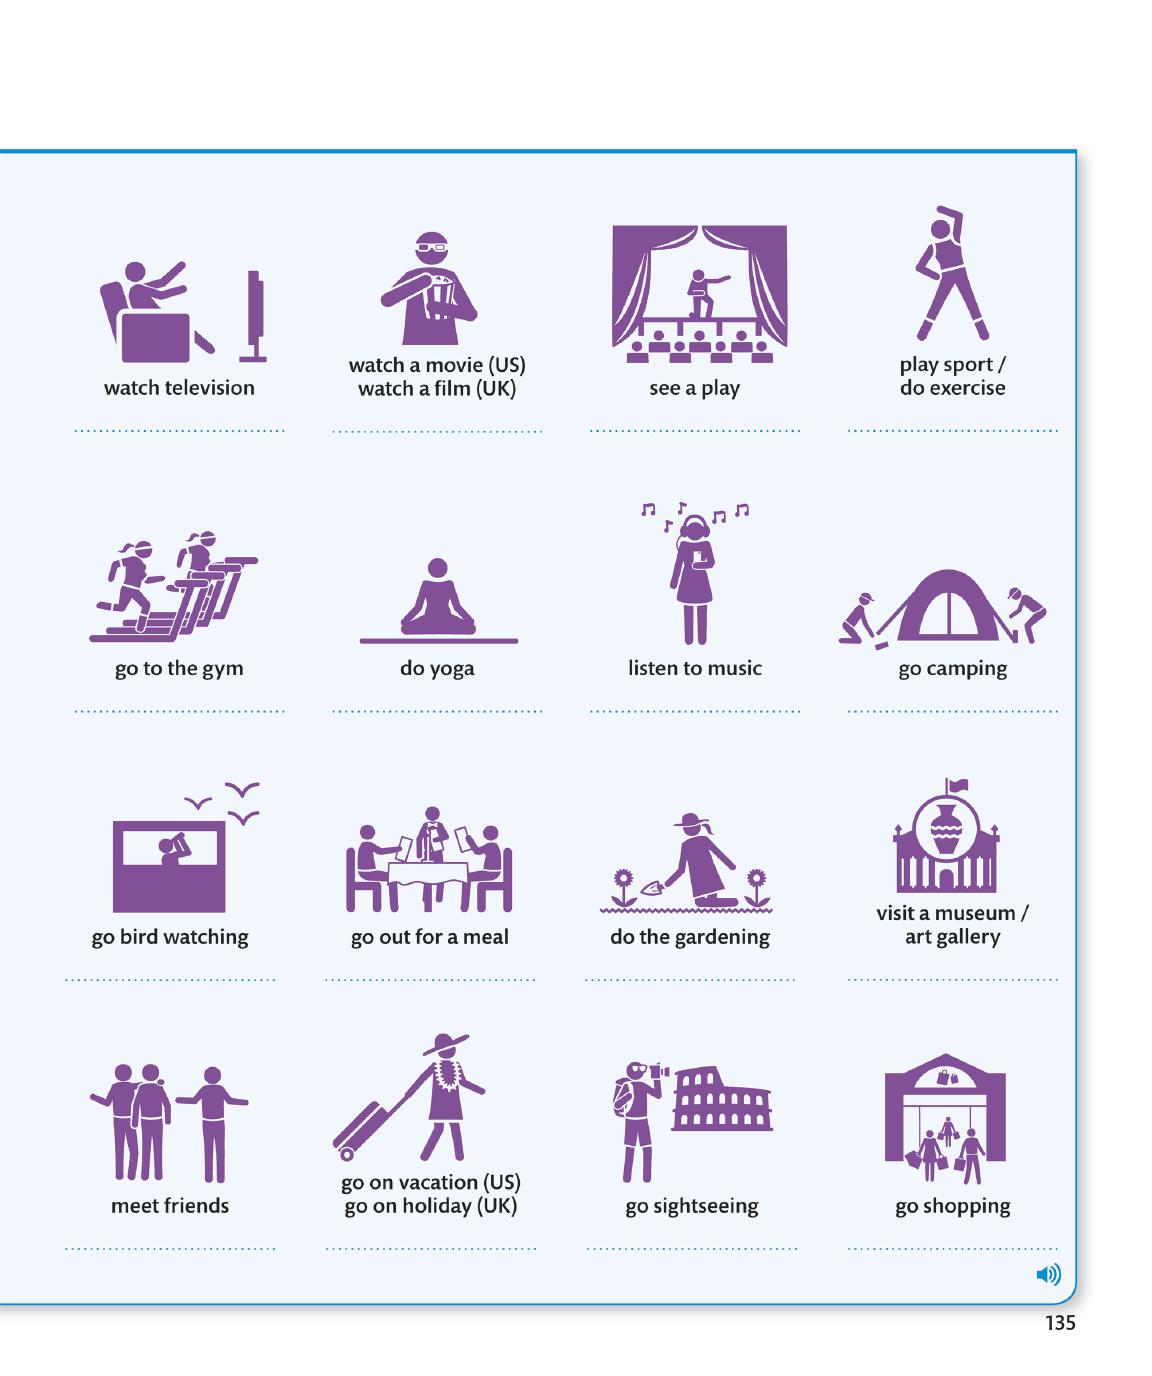 watch television
watch a movie (US)
watch a film (UK)
see a play
play sport /
do exercise
go to the gym
do yoga
listen to music
go camping
go bird watching
go out for a meal
do the gardening
visit a museum /
art gallery
meet friends
go on vacation (US)
go on holiday (UK)
go sightseeing
go shopping
135